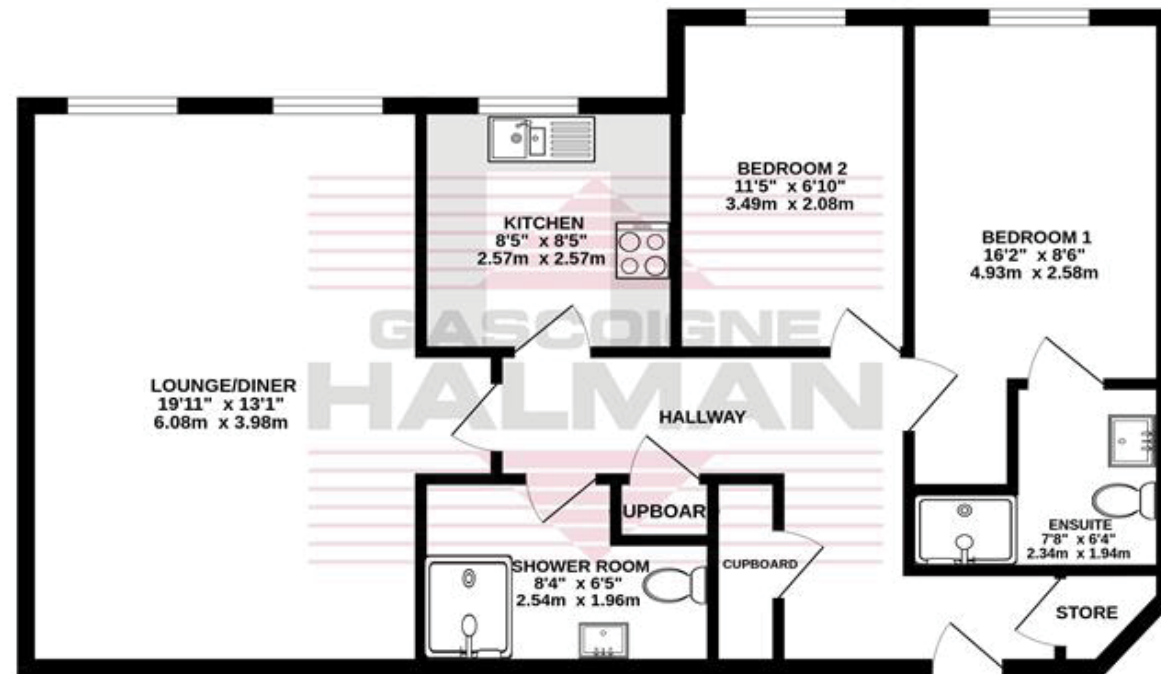 BEDROOM 2
11'5" x 6'10"
3.49m x 2.08m
KITCHEN
8'5" x 8'5"
2.57m x 2.57m
BEDROOM 1
16'2" x 8'6"
4.93m x 2.58m
GASCOIGNE
HALMAN
LOUNGE/DINER
19'11" x 13'1"
6.08m x 3.98m
HALLWAY
UPBOARD
ENSUITE
7'8" x 6'4"
2.34m x 1.94m
SHOWER ROOM
8'4" x 6'5"
2.54m x 1.96m
CUPBOARD
STORE